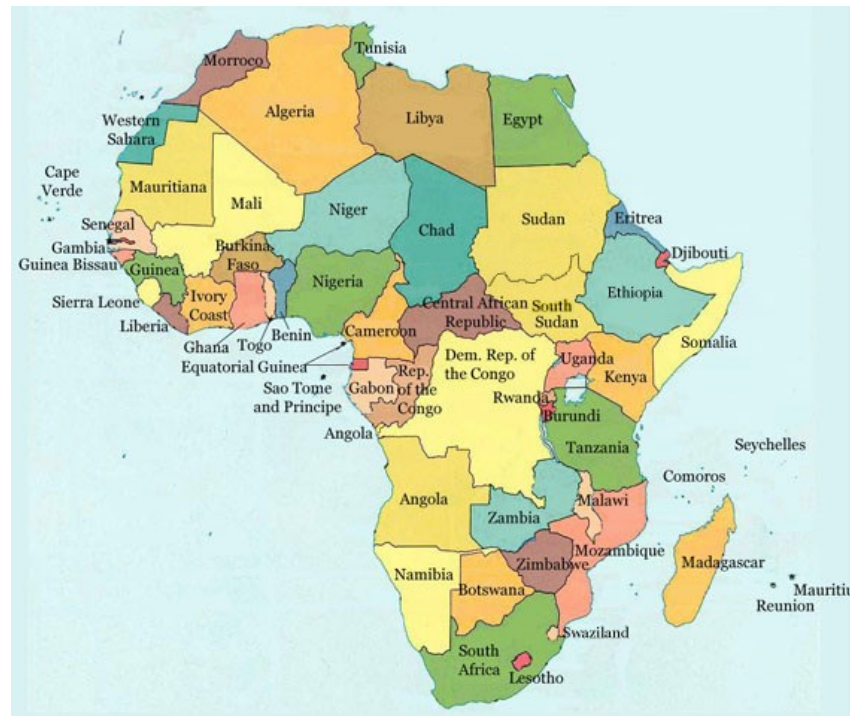 Tunisia
Morroco
Algeria
Libya
Egypt
Western
Sahara
Cape
Verde
Mauritiana
Mali
Niger
Chad
Sudan
Eritrea
Senegal
Gambia
Guinea Bissau
Guinea
Burkina
Faso
Djibouti
Nigeria
Ethiopia
Sierra Leone
Ivory
Coast
Liberia
Central African
Republic
South
Sudan
Ghana
Togo
Benin
Cameroon
Somalia
Equatorial Guinea
Dem. Rep. of
the Congo
Uganda
Kenya
Sao Tome
and Principe
Gabon
Rep.
of the
Congo
Rwanda
Burundi
Angola
Tanzania
Seychelles
Comoros
Angola
Malawi
Zambia
Mozambique
Zimbabwe
Madagascar
Namibia
Botswana
Mauritiu
Reunion
Swaziland
South
Africa
Lesotho